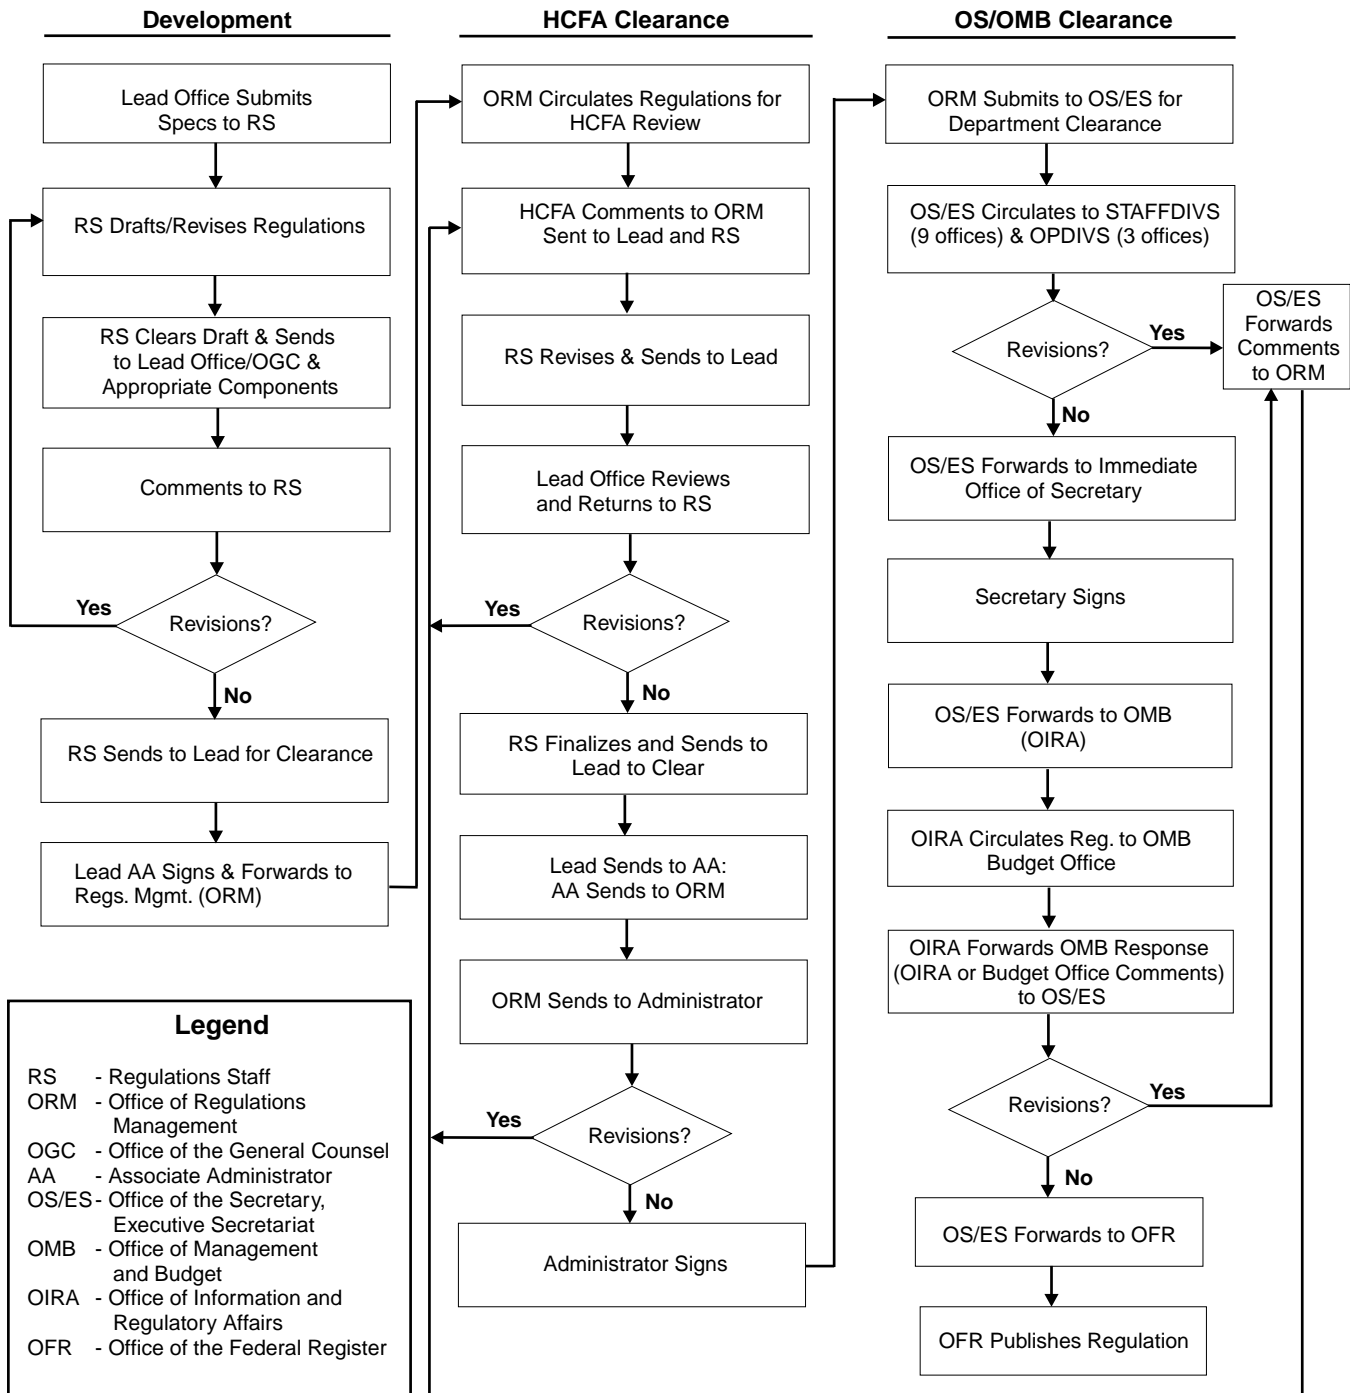 Development
Lead Office Submits
Specs to RS
RS Drafts/Revises Regulations
RS Clears Draft & Sends
to Lead Office/OGC &
Appropriate Components
Comments to RS
Revisions?
Yes
No
RS Sends to Lead for Clearance
Lead AA Signs & Forwards to
Regs. Mgmt. (ORM)
HCFA Clearance
ORM Circulates Regulations for
HCFA Review
HCFA Comments to ORM
Sent to Lead and RS
RS Revises & Sends to Lead
Lead Office Reviews
and Returns to RS
Revisions?
Yes
No
RS Finalizes and Sends to
Lead to Clear
Lead Sends to AA:
AA Sends to ORM
ORM Sends to Administrator
Revisions?
Yes
No
Administrator Signs
OS/OMB Clearance
ORM Submits to OS/ES for
Department Clearance
OS/ES Circulates to STAFFDIVS
(9 offices) & OPDIVS (3 offices)
Revisions?
Yes
OS/ES
Forwards
Comments
to ORM
No
OS/ES Forwards to Immediate
Office of Secretary
Secretary Signs
OS/ES Forwards to OMB
(OIRA)
OIRA Circulates Reg. to OMB
Budget Office
OIRA Forwards OMB Response
(OIRA or Budget Office Comments)
to OS/ES
Revisions?
Yes
No
OS/ES Forwards to OFR
OFR Publishes Regulation
Legend
RS - Regulations Staff
ORM - Office of Regulations
Management
OGC - Office of the General Counsel
AA - Associate Administrator
OS/ES - Office of the Secretary,
Executive Secretariat
OMB - Office of Management
and Budget
OIRA - Office of Information and
Regulatory Affairs
OFR - Office of the Federal Register